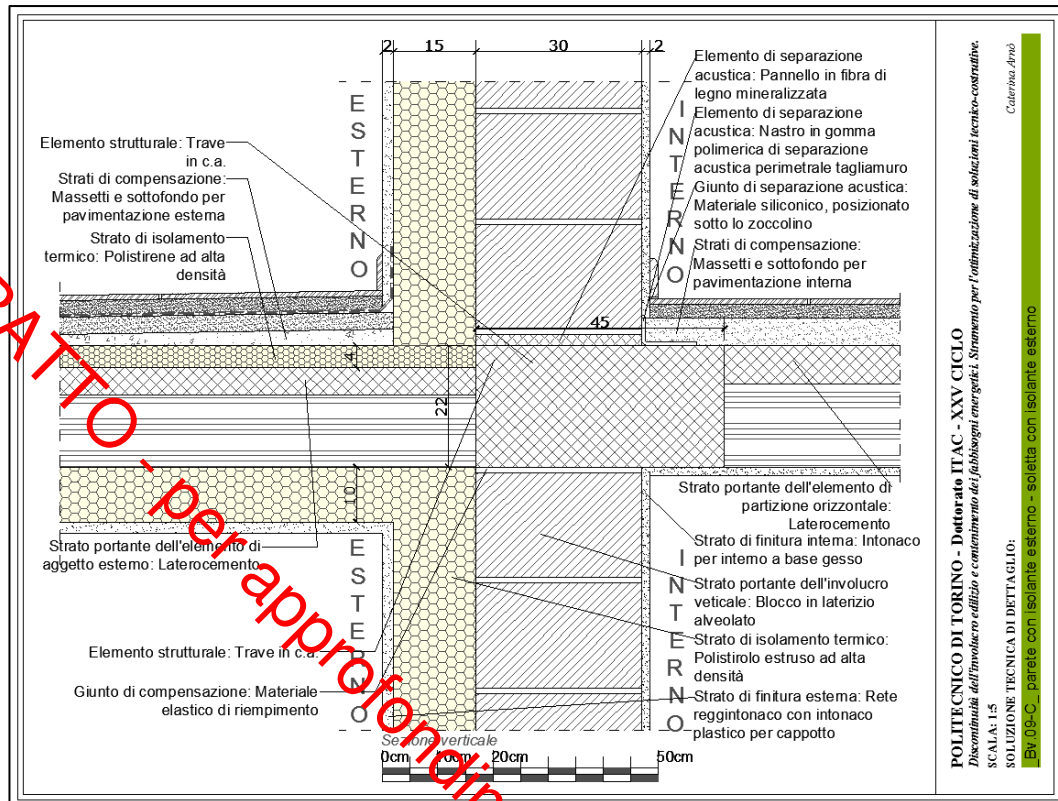 2
15
30
2
ESTERNO
INTERNO
Elemento strutturale: Trave
in c.a.
Strati di compensazione:
Massetti e sottofondo per
pavimentazione esterna
Strato di isolamento
termico: Polistirene ad alta
densità
Elemento di separazione
acustica: Pannello in fibra di
legno mineralizzata
Elemento di separazione
acustica: Nastro in gomma
polimerica di separazione
acustica perimetrale tagliamuro
Giunto di separazione acustica:
Materiale siliconico, posizionato
sotto lo zoccolino
Strati di compensazione:
Massetti e sottofondo per
pavimentazione interna
45
4
22
10
Strato portante dell'elemento di
aggetto esterno: Laterocemento
ESTERNO
INTERNO
Elemento strutturale: Trave in c.a.
Giunto di compensazione: Materiale
elastico di riempimento
Strato portante dell'elemento di
partizione orizzontale:
Laterocemento
Strato di finitura interna: Intonaco
per interno a base gesso
Strato portante dell'involucro
veticale: Blocco in laterizio
alveolato
Strato di isolamento termico:
Polistirolo estruso ad alta
densità
Strato di finitura esterna: Rete
reggintonaco con intonaco
plastico per cappotto
Sezione verticale
0cm 10cm 20cm 50cm
RATTO - per approfondir
POLITECNICO DI TORINO - Dottorato ITAC - XXV CICLO
Discontinuità dell'involucro edilizio e contenimento dei fabbisogni energetici. Strumento per l'ottimizzazione di soluzioni tecnico-costruttive.
SCALA: 1:5
Caterina Arnò
SOLUZIONE TECNICA DI DETTAGLIO:
_Bv.09-C_ parete con isolante esterno - soletta con isolante esterno